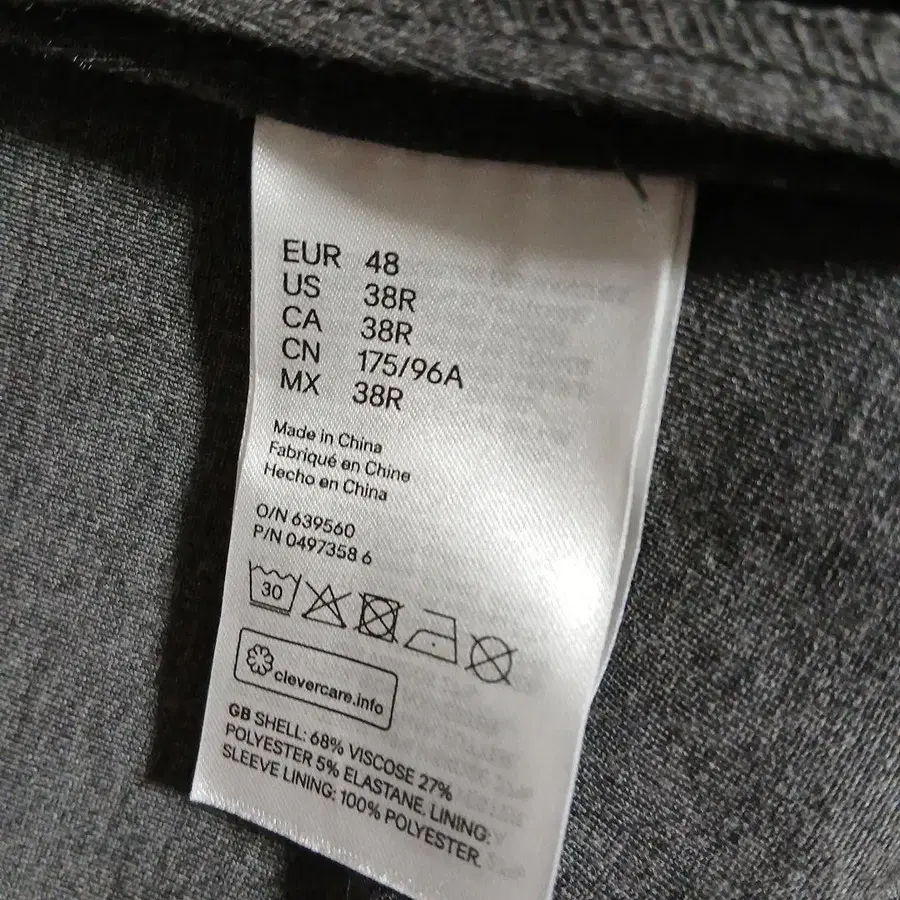 EUR 48
US 38R
CA 38R
CN 175/96A
MX 38R
Made in China
Fabriqué en Chine
Hecho en China
O/N 639560
P/N 0497358 6
30
clevercare.info
GB SHELL: 68% VISCOSE 27%
POLYESTER 5% ELASTANE. LINING:
SLEEVE LINING: 100% POLYESTER.